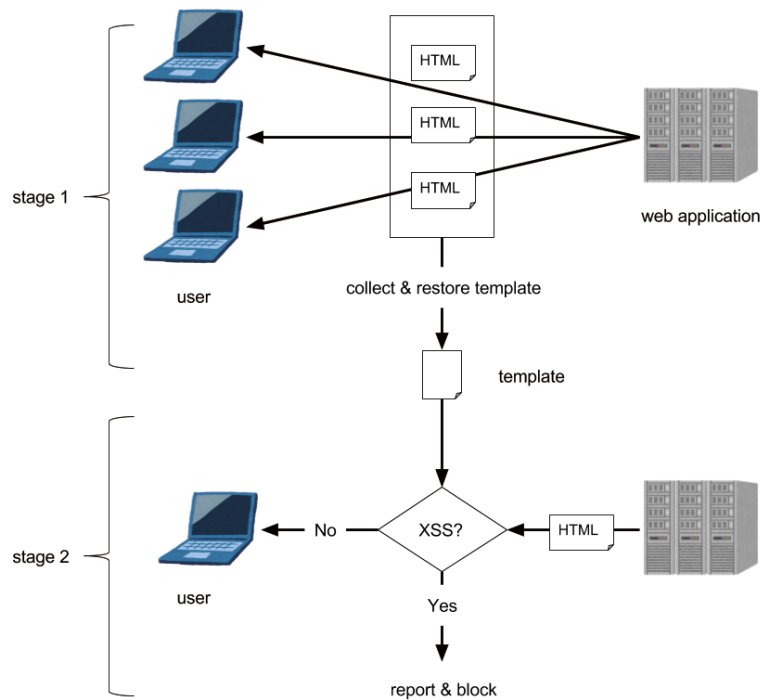 HTML
HTML
HTML
stage 1
web application
user
collect & restore template
template
No
XSS?
HTML
stage 2
user
Yes
report & block